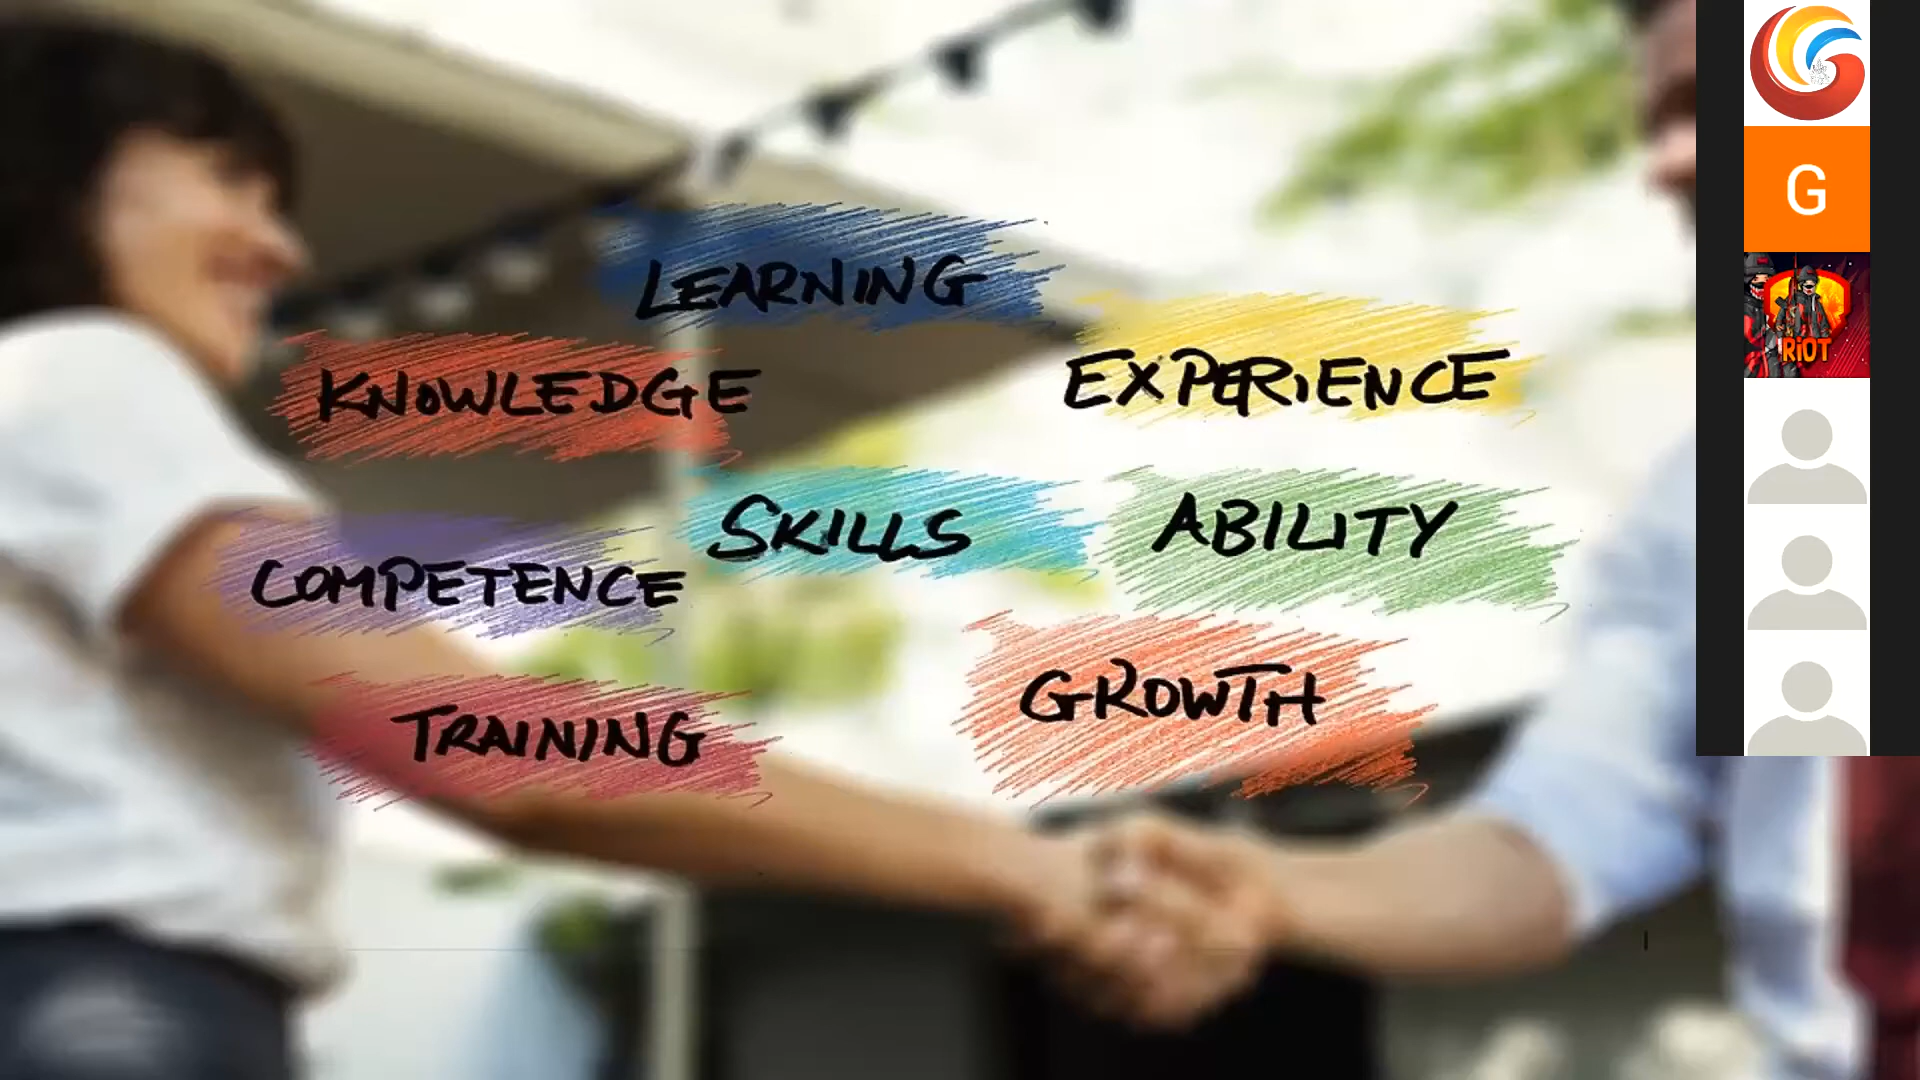 LEARNING
KNOWLEDGE
EXPERIENCE
SKILLS
ABILITY
COMPETENCE
GROWTH
TRAINING
G
RIOT